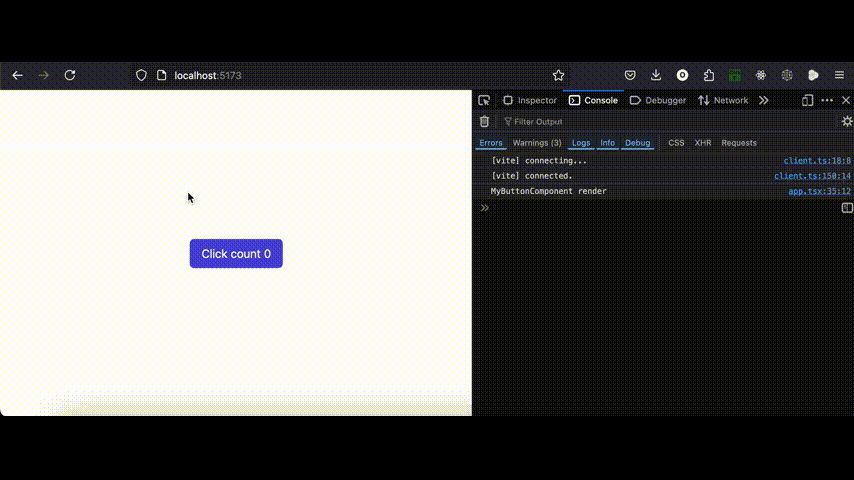 localhost:5173
Inspector Console Debugger Network
Filter Output
Errors Warnings (3) Logs Info Debug CSS XHR Requests
[vite] connecting... client.ts:18:8
[vite] connected. client.ts:150:14
MyButtonComponent render app.tsx:35:12
Click count 0